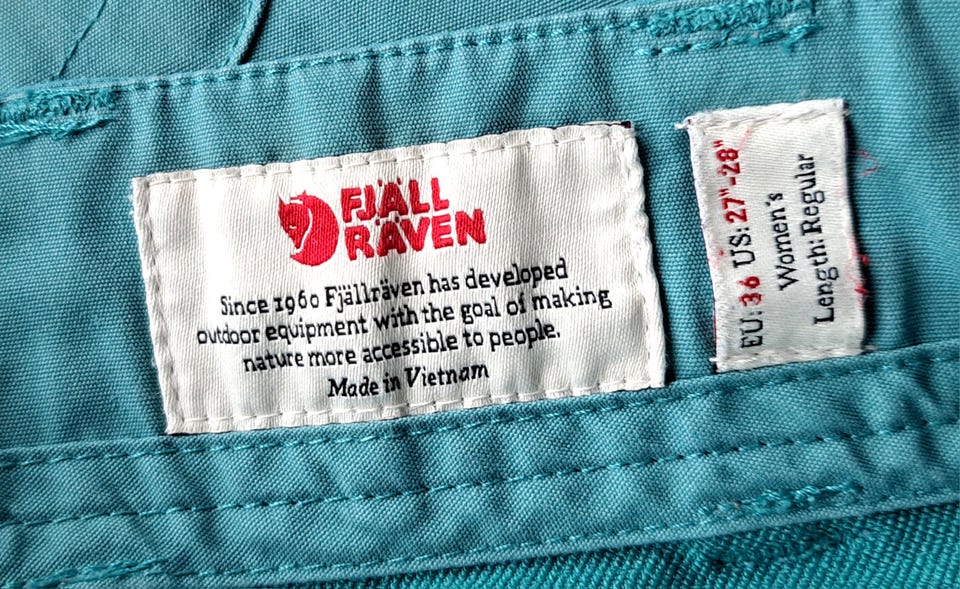 FJÄLL
RÄVEN
Since 1960 Fjällräven has developed
outdoor equipment with the goal of making
nature more accessible to people.
Made in Vietnam
EU: 36 US: 27"-28"
Women's
Length: Regular